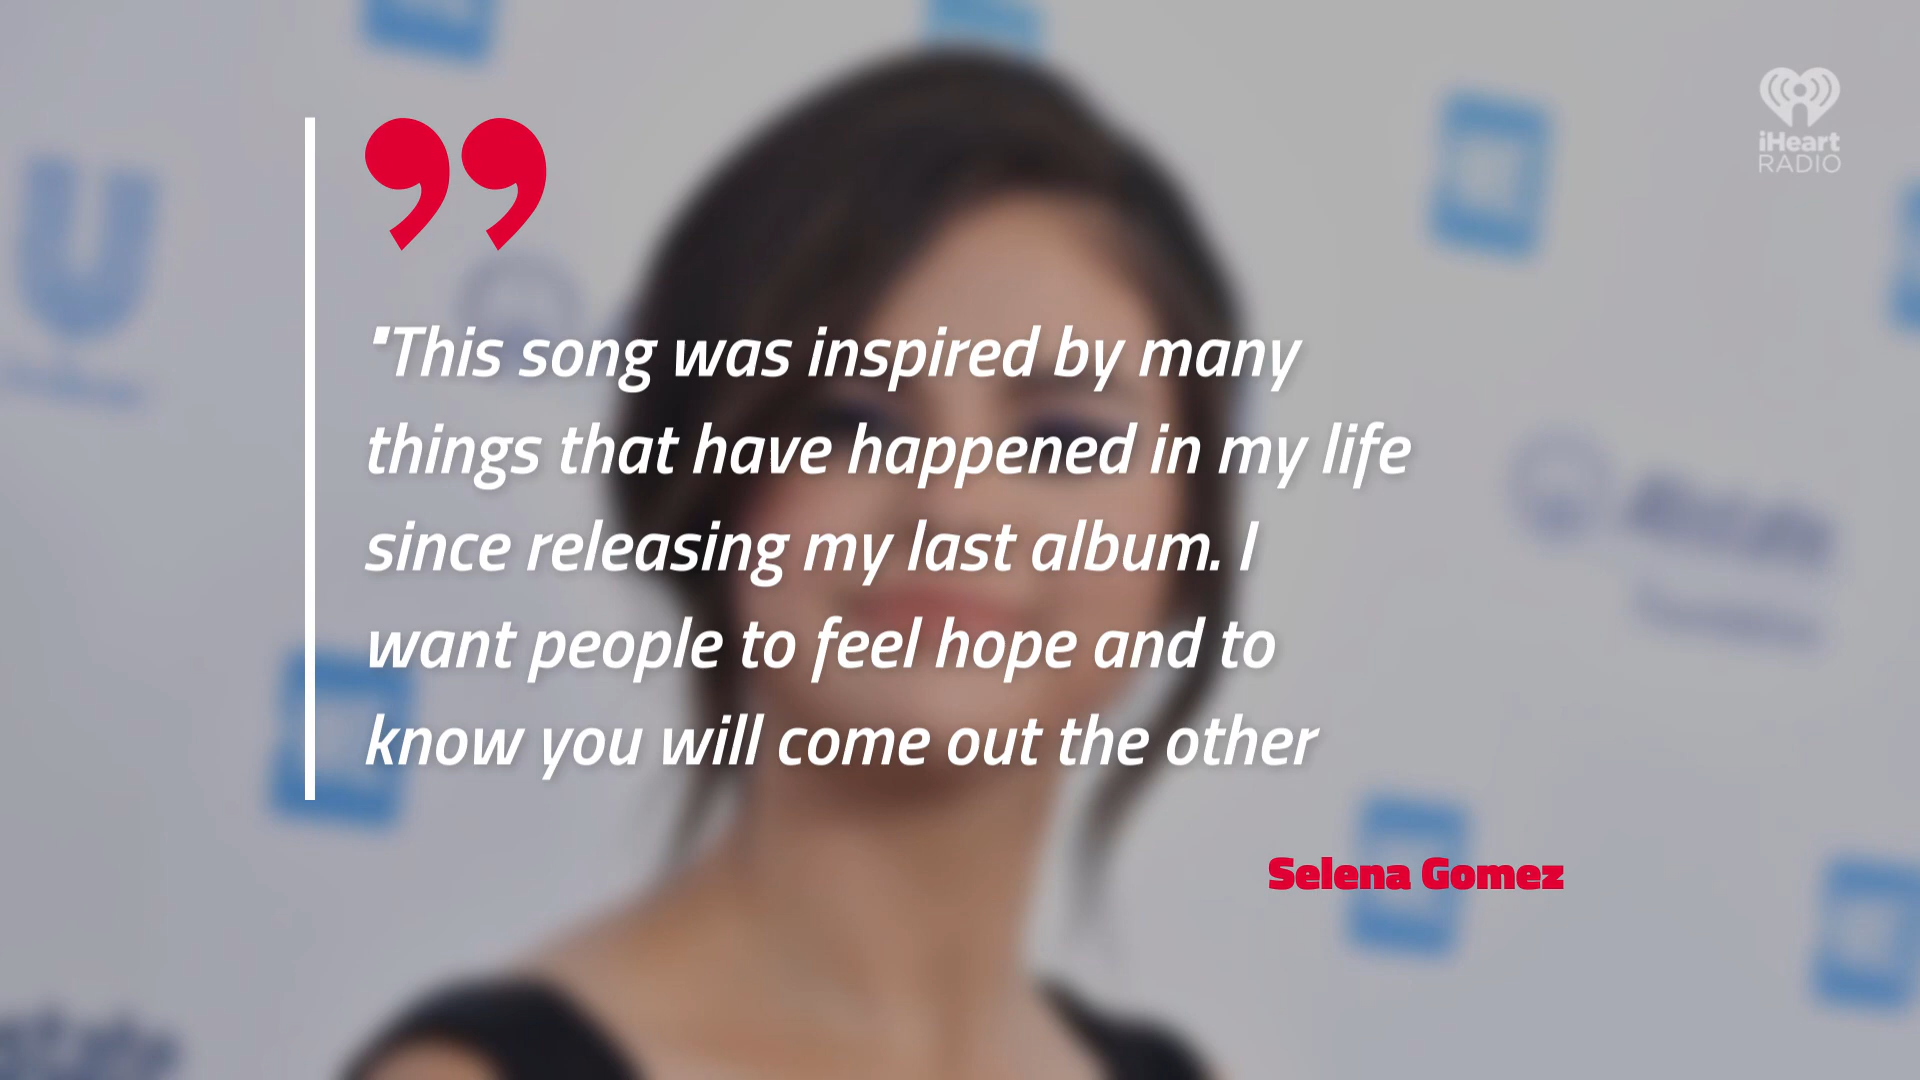 iHeart
RADIO
"This song was inspired by many
things that have happened in my life
since releasing my last album. I
want people to feel hope and to
know you will come out the other
Selena Gomez